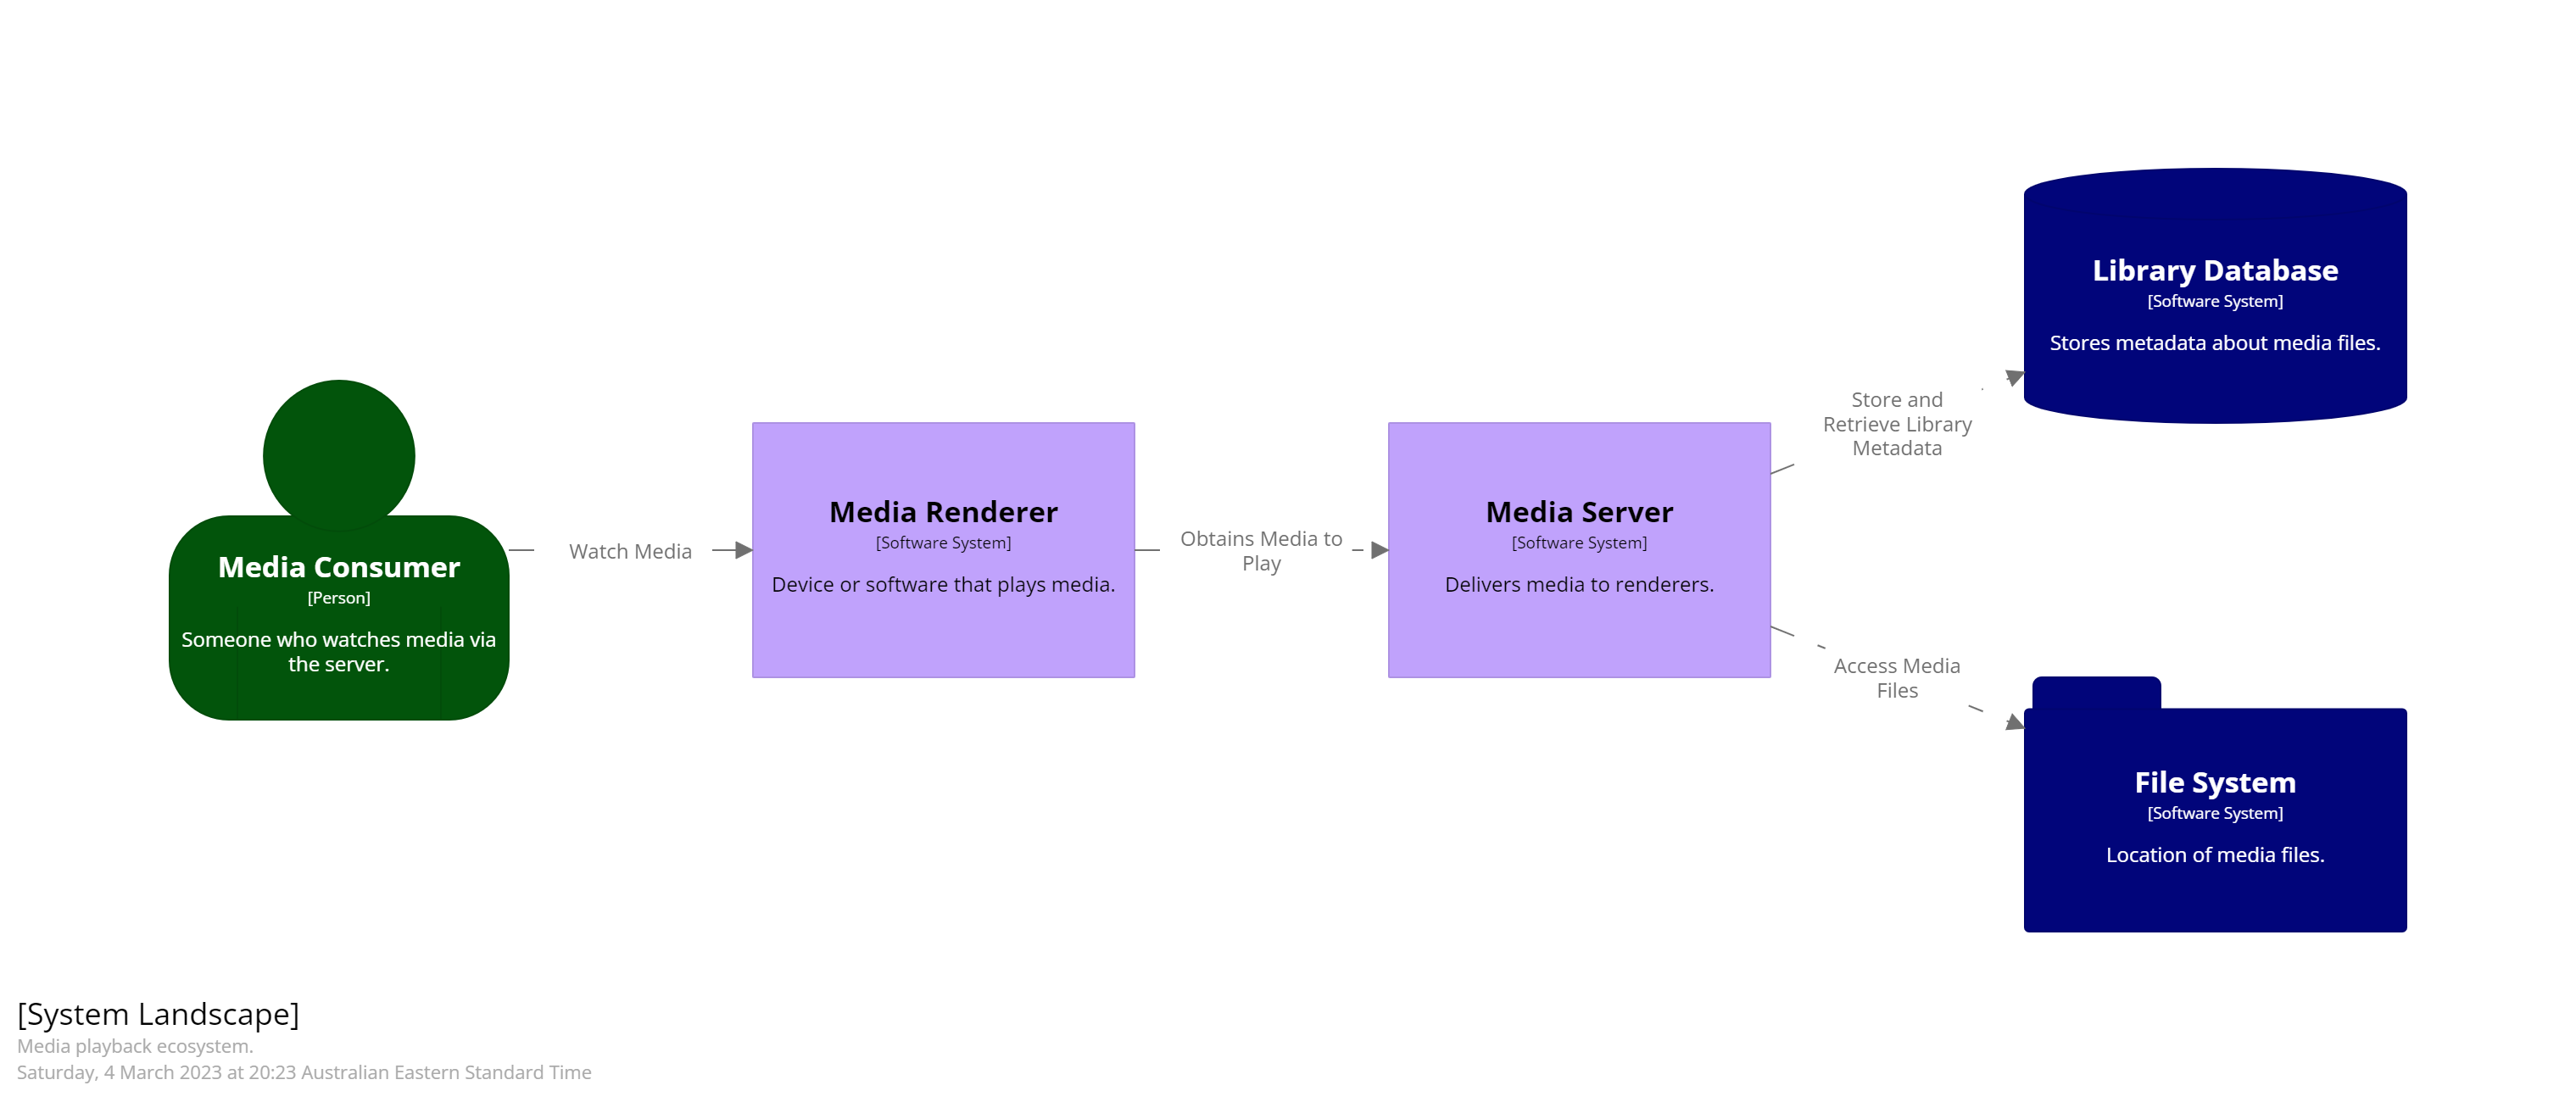 Media Consumer
[Person]
Someone who watches media via
the server.
Watch Media
Media Renderer
[Software System]
Device or software that plays media.
Obtains Media to
Play
Media Server
[Software System]
Delivers media to renderers.
Store and
Retrieve Library
Metadata
Library Database
[Software System]
Stores metadata about media files.
Access Media
Files
File System
[Software System]
Location of media files.
[System Landscape]
Media playback ecosystem.
Saturday, 4 March 2023 at 20:23 Australian Eastern Standard Time